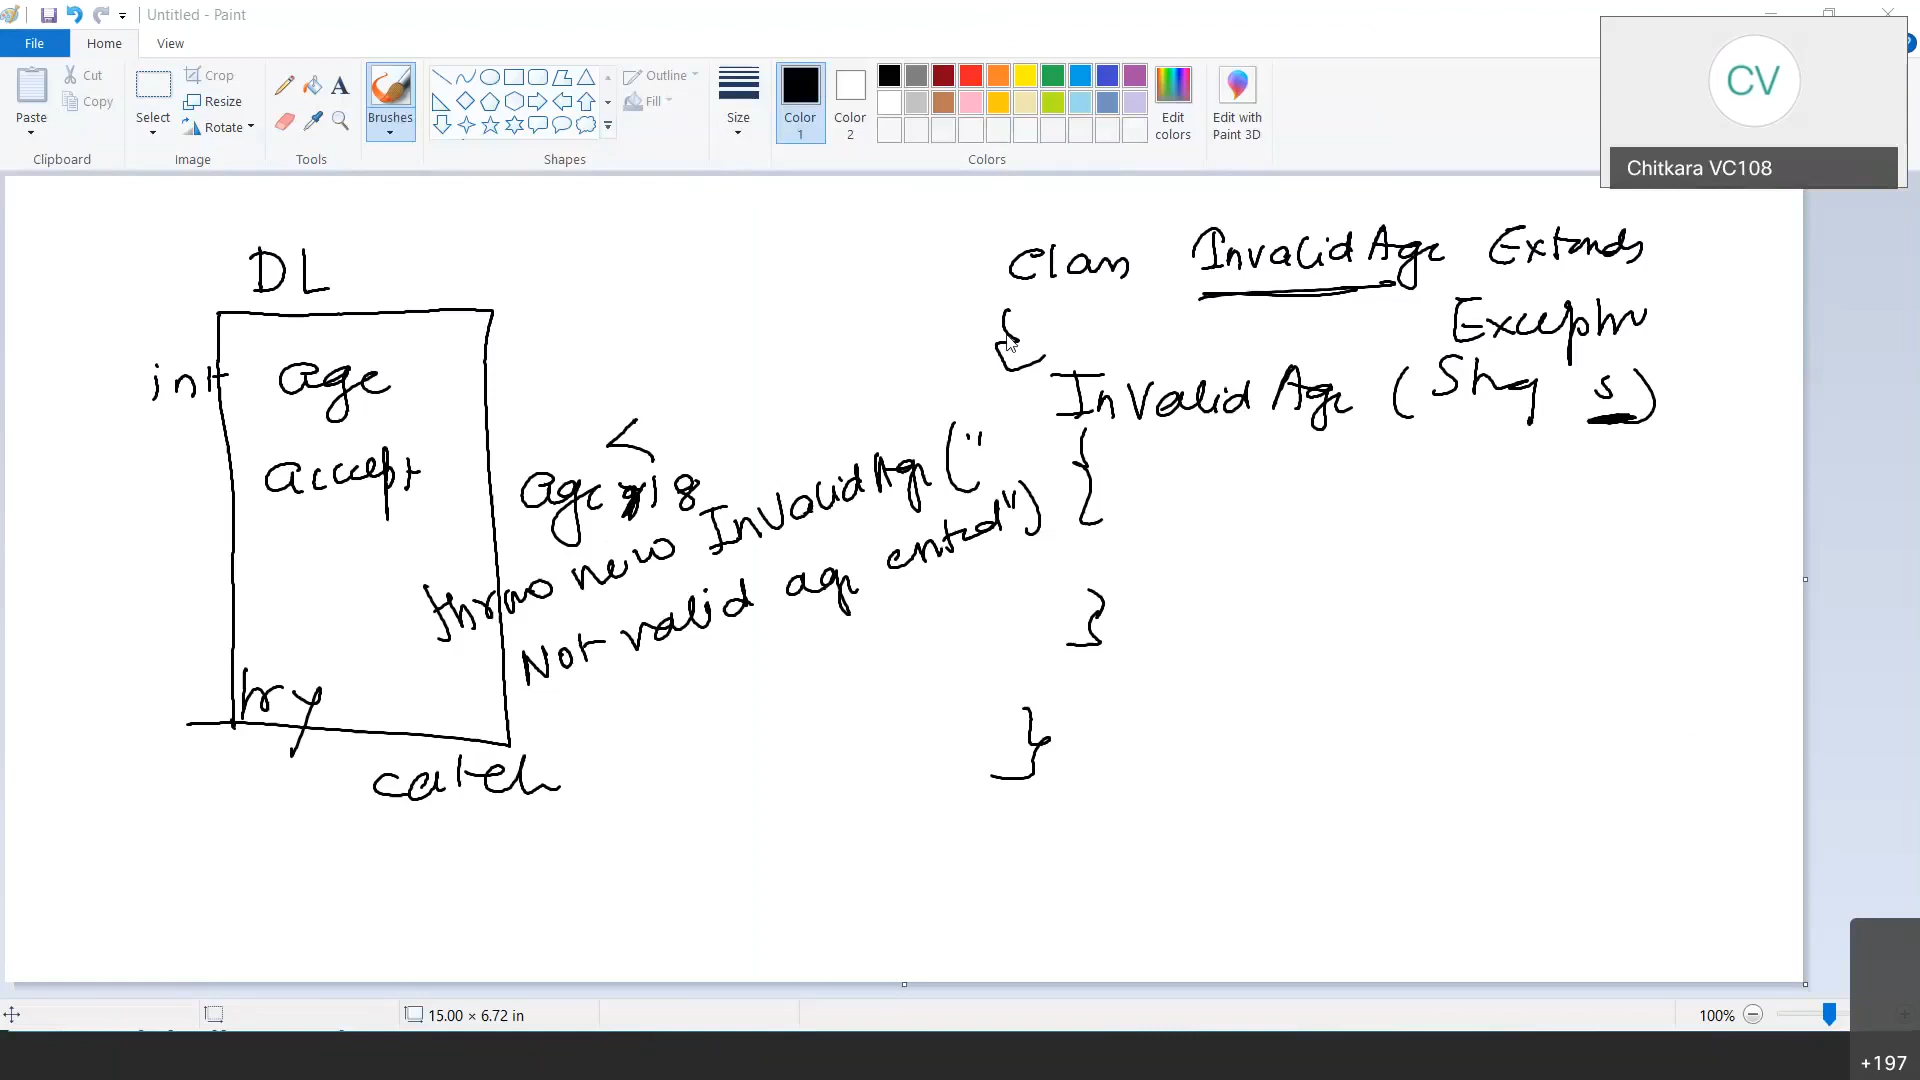 Untitled - Paint
File Home View
Paste
Cut
Copy
Clipboard
Select
Crop
Resize
Rotate
Image
Tools
Brushes
Shapes
Outline
Fill
Size
Color 1
Color 2
Edit colors
Edit with Paint 3D
Colors
CV
Chitkara VC108
DL
int age
accept
try
catch
<
age 18
throw new InvalidAge ("
Not valid age entred")
class InvalidAge Extends
Exception
{
InValid Age (String s)
{
}
}
15.00 × 6.72 in
100%
+197